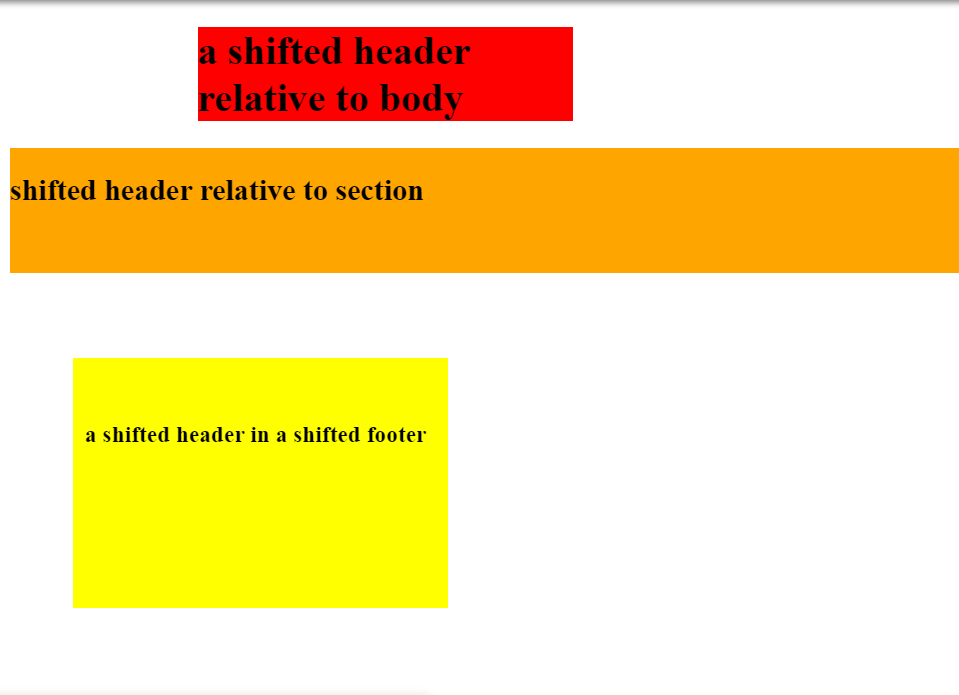 a shifted header
relative to body
shifted header relative to section
a shifted header in a shifted footer